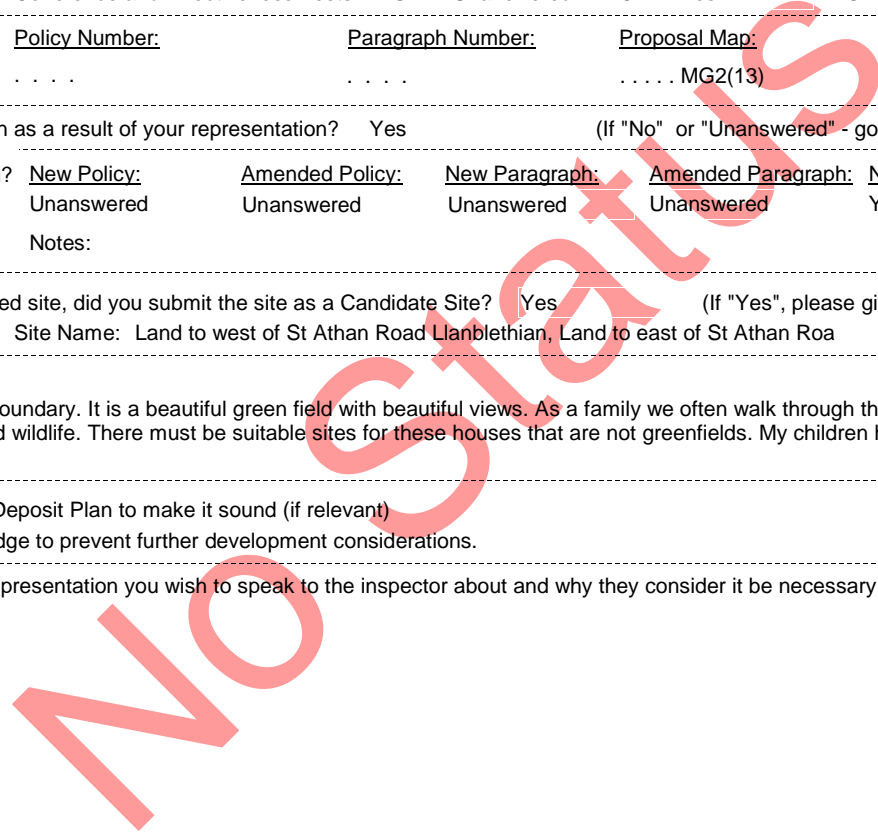 Policy Number: Paragraph Number: Proposal Map:
. . . . . . . . . . . . . MG2(13)
as a result of your representation? Yes (If "No" or "Unanswered" - go
? New Policy: Amended Policy: New Paragraph: Amended Paragraph:
Unanswered Unanswered Unanswered Unanswered
Notes:
site, did you submit the site as a Candidate Site? Yes (If "Yes", please
Site Name: Land to west of St Athan Road Llanblethian, Land to east of St Athan Roa
It is a beautiful green field with beautiful views. As a family we often walk through
wildlife. There must be suitable sites for these houses that are not greenfields. My children
Deposit Plan to make it sound (if relevant)
to prevent further development considerations.
you wish to speak to the inspector about and why they consider it be necessary
No Status